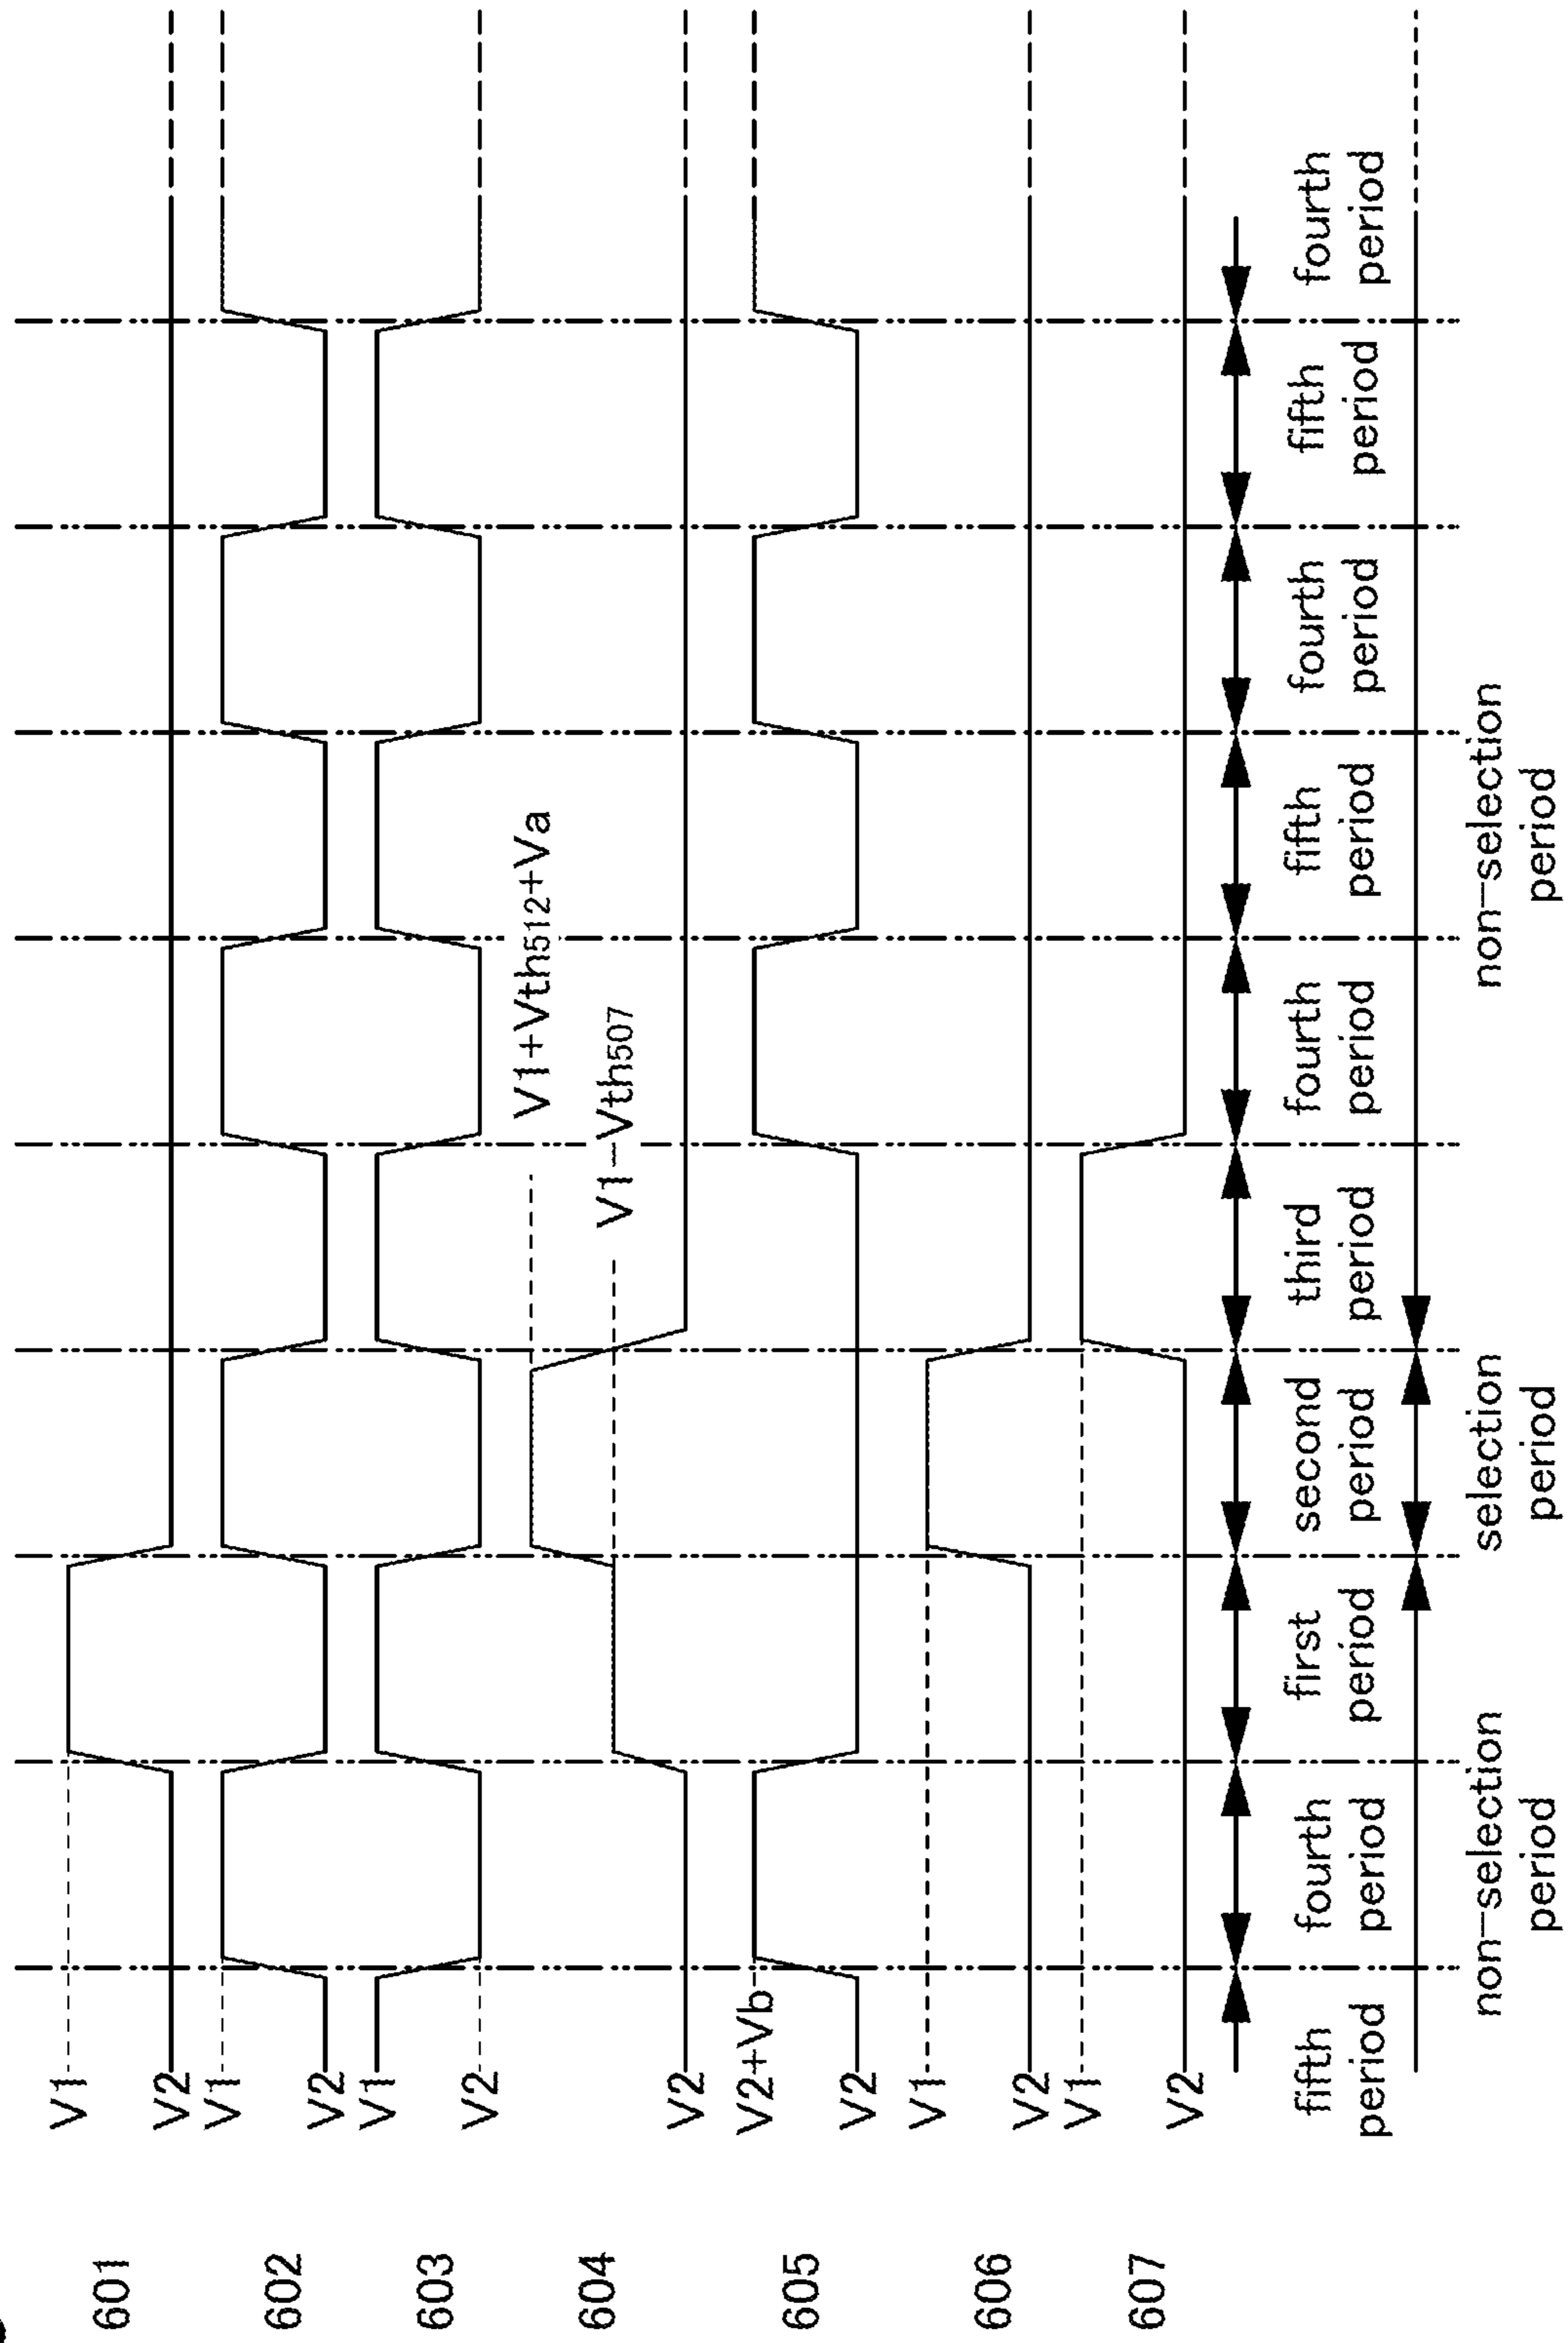 601
V1
V2
602
V1
V2
603
V1
V2
604
V1+Vth512+Va
V1-Vth507
V2
605
V2+Vb
V2
606
V1
V2
607
V1
V2
fifth
period
fourth
period
first
period
second
period
third
period
fourth
period
fifth
period
fourth
period
fifth
period
fourth
period
non-selection
period
selection
period
non-selection
period